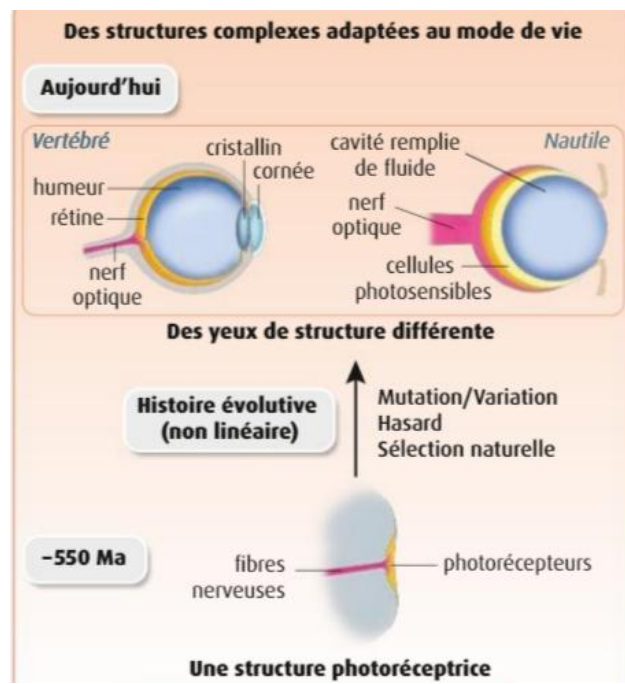 Des structures complexes adaptées au mode de vie
Aujourd'hui
Vertébré
cristallin
cornée
humeur
rétine
nerf
optique
cavité remplie
de fluide
Nautile
nerf
optique
cellules
photosensibles
Des yeux de structure différente
Histoire évolutive
(non linéaire)
Mutation/Variation
Hasard
Sélection naturelle
–550 Ma
fibres
nerveuses
photorécepteurs
Une structure photoréceptrice